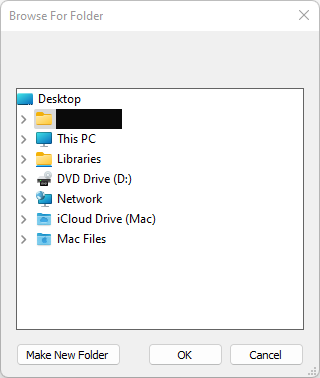 Browse For Folder
Desktop
This PC
Libraries
DVD Drive (D:)
Network
iCloud Drive (Mac)
Mac Files
Make New Folder
OK
Cancel